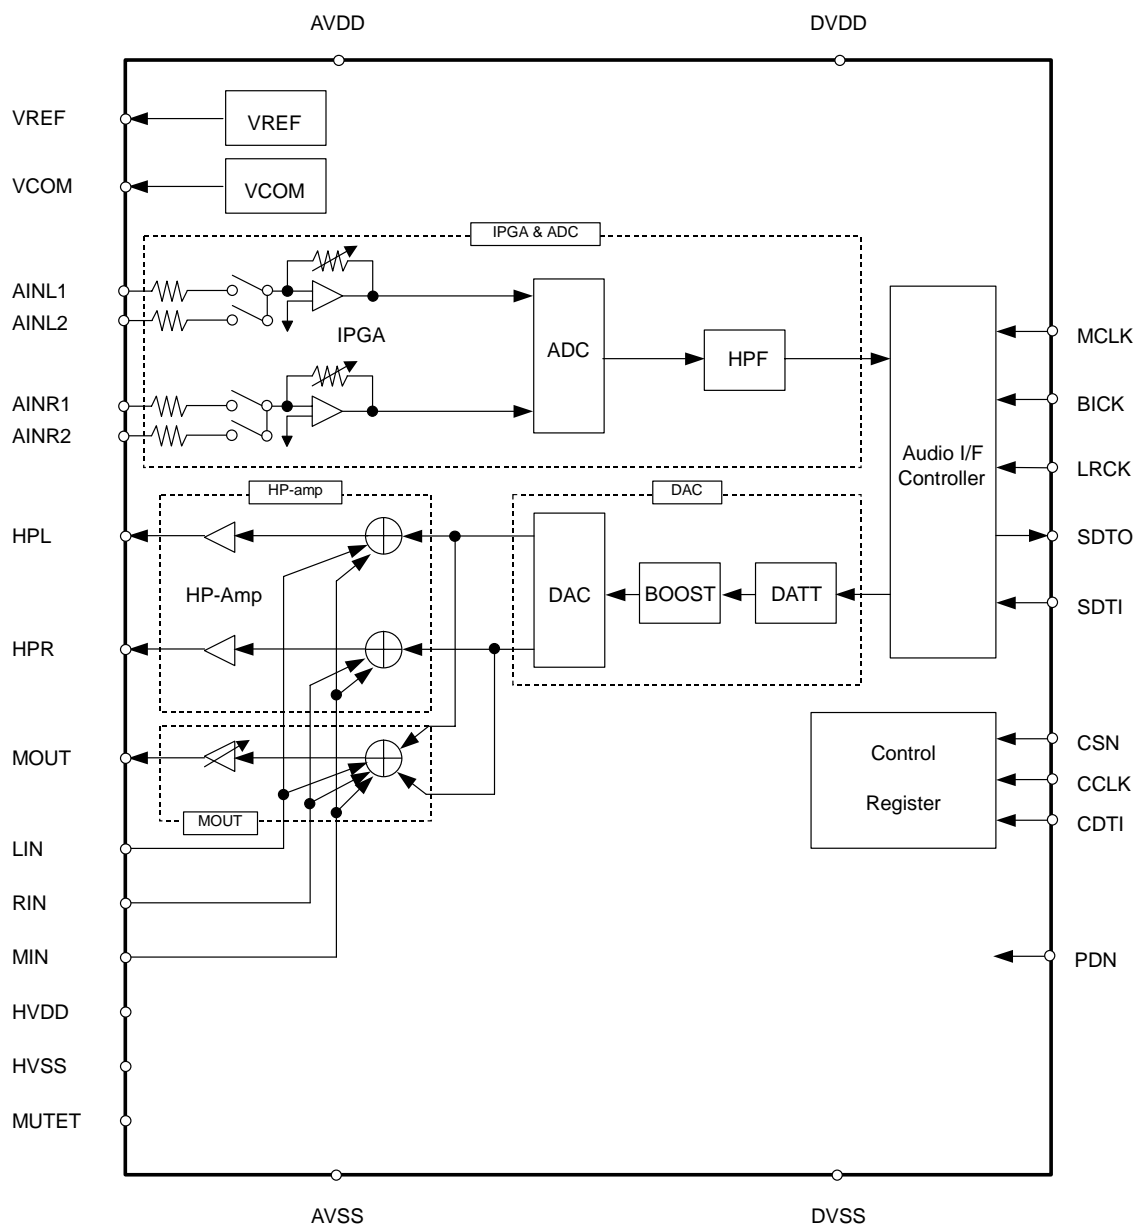 AVDD
DVDD
VREF
VREF
VCOM
VCOM
IPGA & ADC
AINL1
AINL2
IPGA
ADC
HPF
MCLK
AINR1
AINR2
BICK
Audio I/F
Controller
LRCK
HP-amp
DAC
HPL
SDTO
HP-Amp
DAC
BOOST
DATT
SDTI
HPR
MOUT
Control
Register
CSN
CCLK
CDTI
MOUT
LIN
RIN
MIN
PDN
HVDD
HVSS
MUTET
AVSS
DVSS